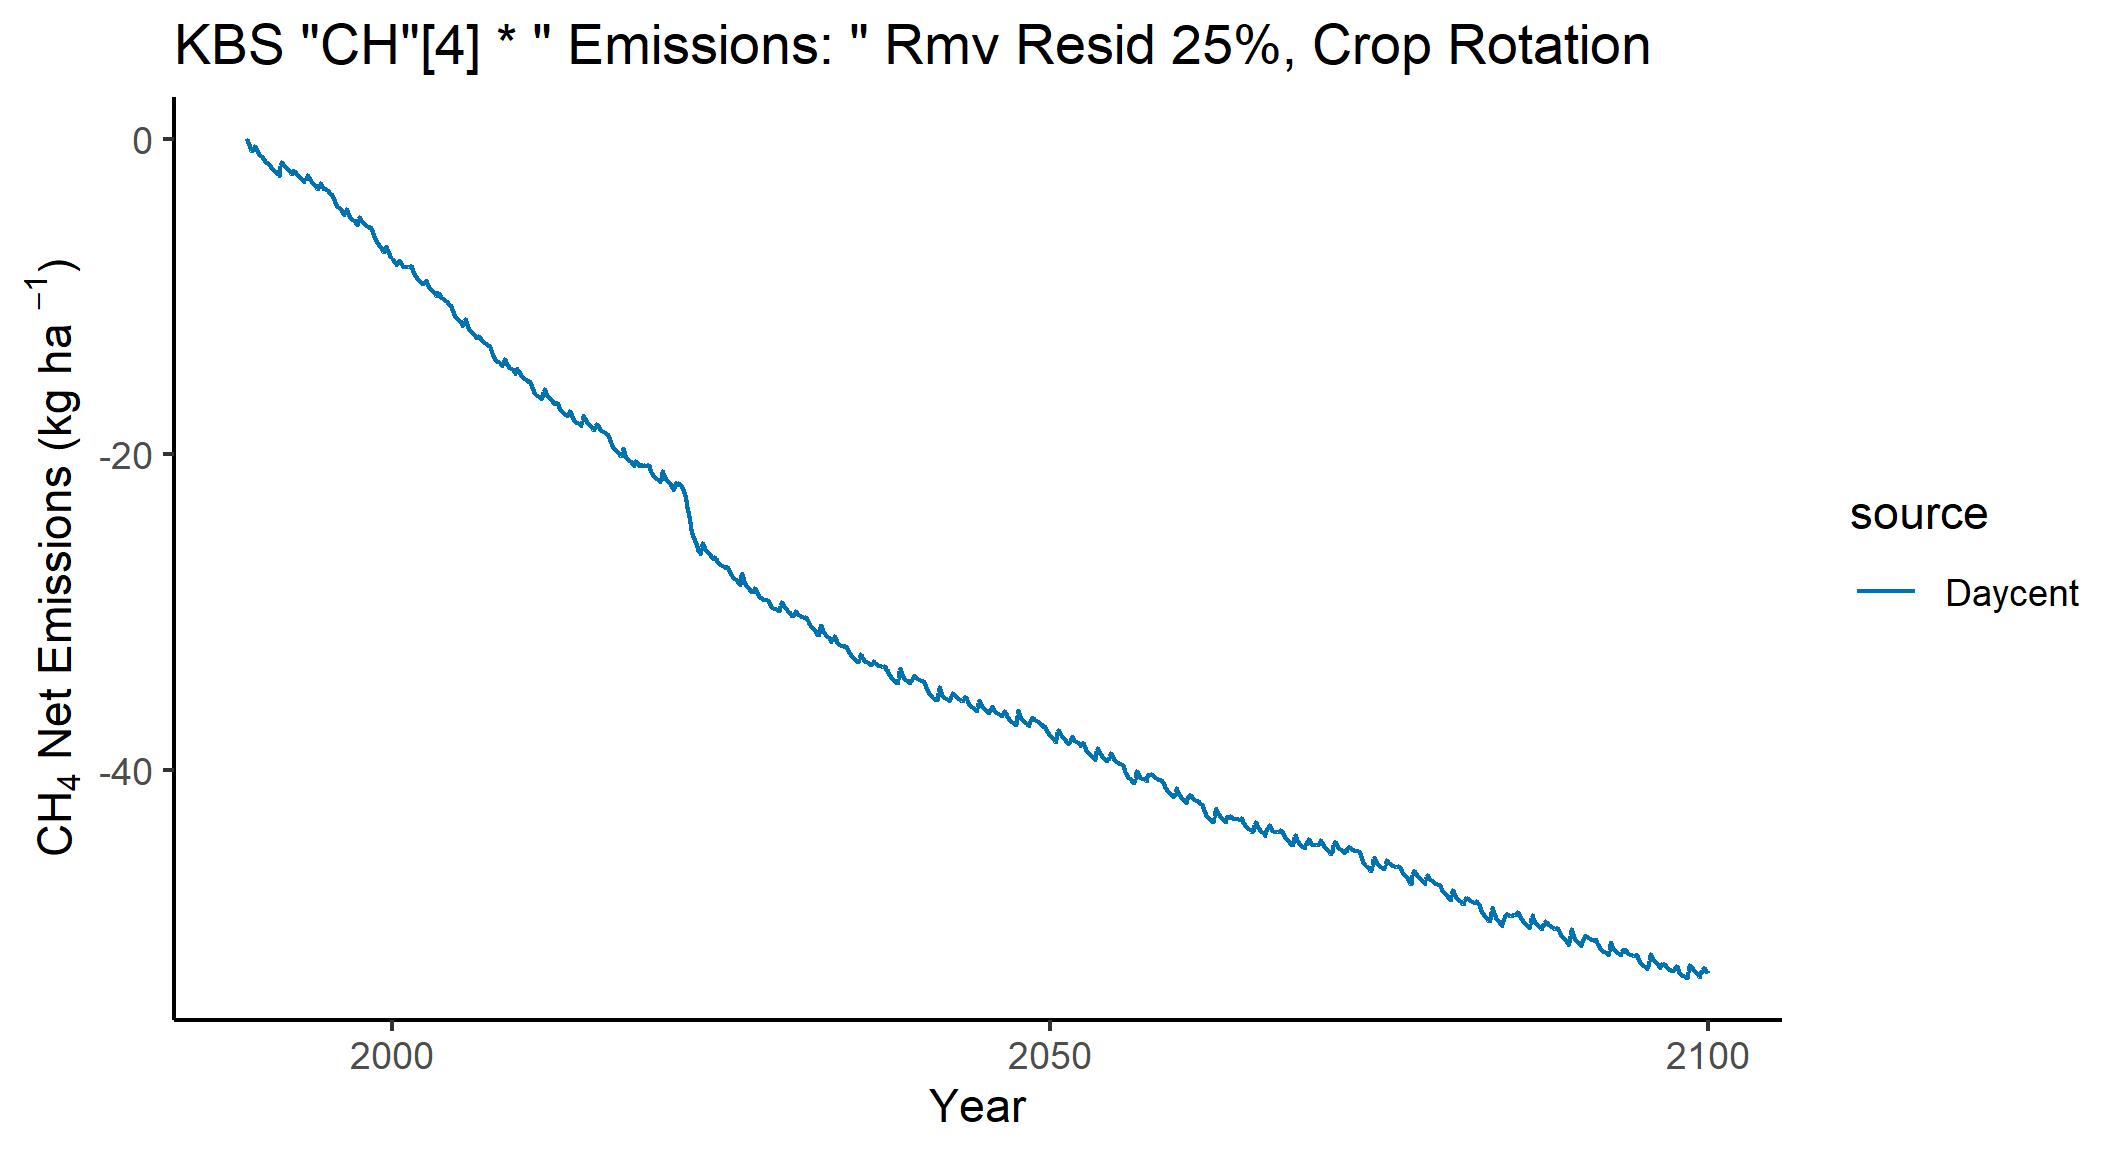 KBS "CH"[4] * " Emissions: " Rmv Resid 25%, Crop Rotation
CH₄ Net Emissions (kg ha ⁻¹)
0
-20
-40
2000
2050
2100
Year
source
Daycent